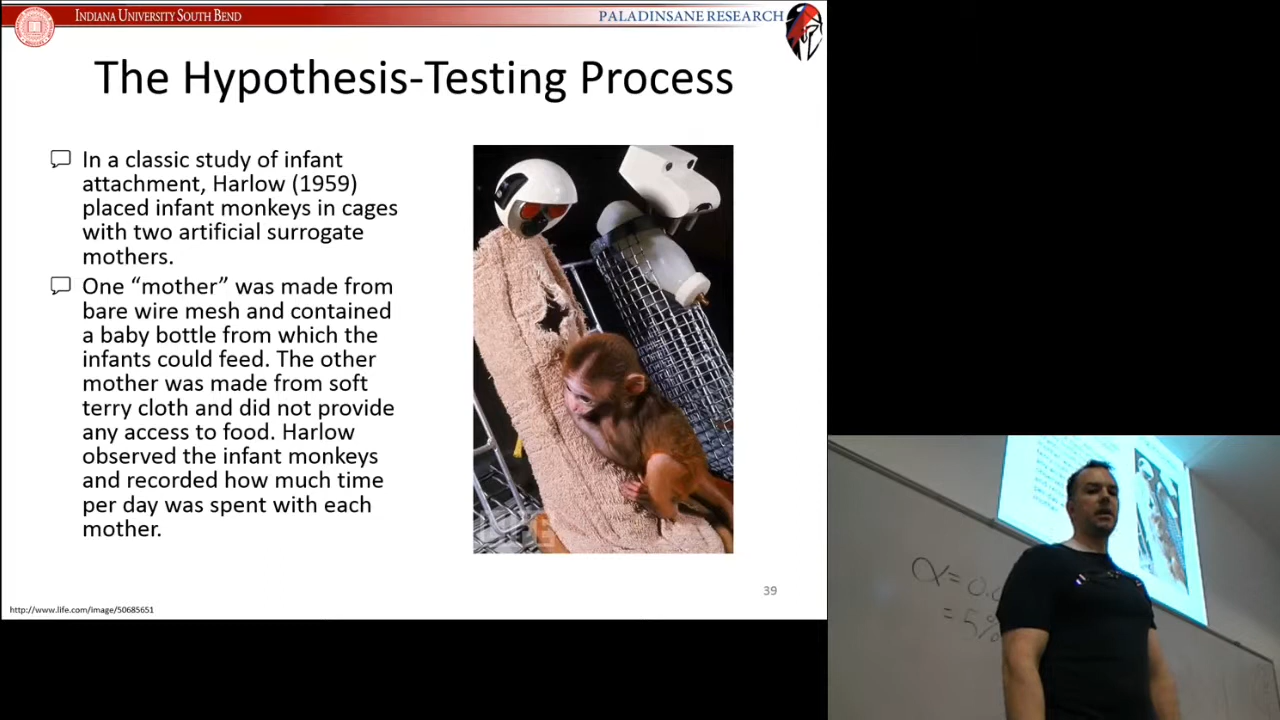 INDIANA UNIVERSITY SOUTH BEND
PALADINSANE RESEARCH
The Hypothesis-Testing Process
In a classic study of infant
attachment, Harlow (1959)
placed infant monkeys in cages
with two artificial surrogate
mothers.
One “mother” was made from
bare wire mesh and contained
a baby bottle from which the
infants could feed. The other
mother was made from soft
terry cloth and did not provide
any access to food. Harlow
observed the infant monkeys
and recorded how much time
per day was spent with each
mother.
LIFE
39
http://www.life.com/image/50685651
α = 0.0
= 5%